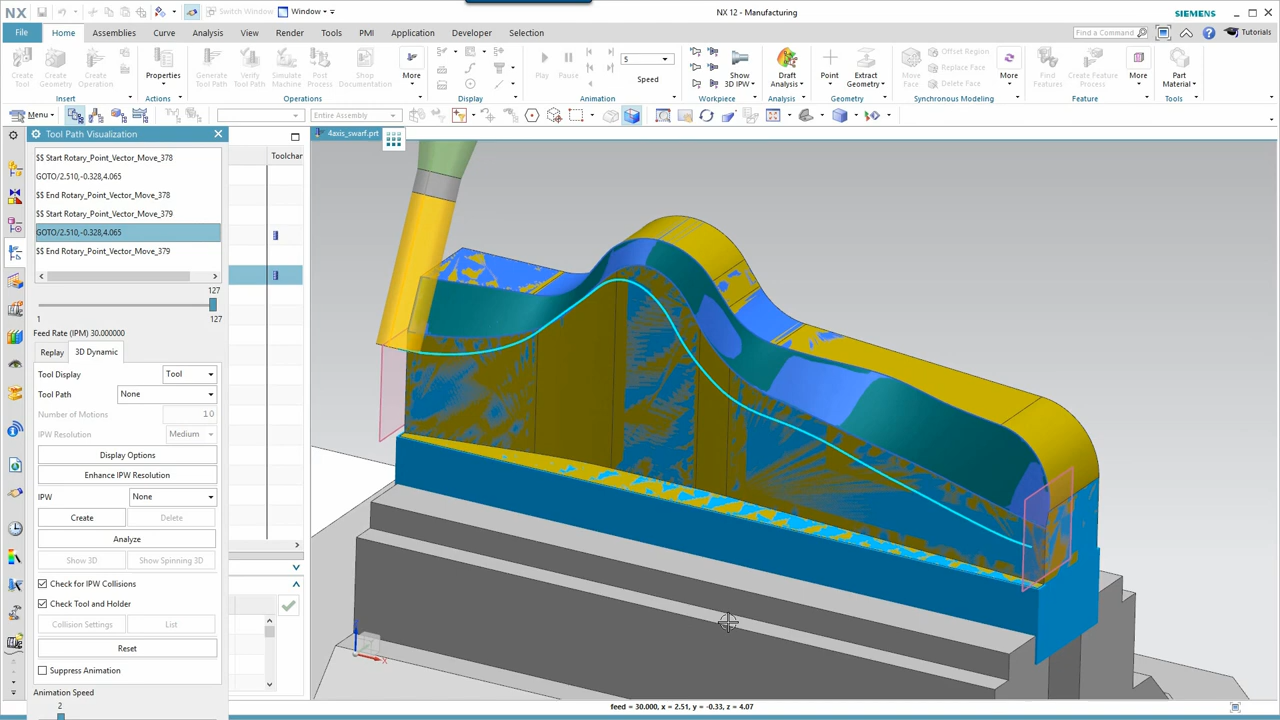 NX
Switch Window
Window
NX 12 - Manufacturing
SIEMENS
File
Home
Assemblies
Curve
Analysis
View
Render
Tools
PMI
Application
Developer
Selection
Find a Command
Tutorials
Create Tool
Create Geometry
Create Operation
Properties
Generate Tool Path
Verify Tool Path
Simulate Machine
Post Process
Shop Documentation
More
Play
Pause
5
Speed
Show 3D IPW
Draft Analysis
Point
Extract Geometry
Move Face
Offset Region
Replace Face
Delete Face
More
Find Features
Create Feature Process
More
Part Material
Insert
Actions
Operations
Display
Animation
Workpiece
Analysis
Geometry
Synchronous Modeling
Feature
Tools
Menu
Entire Assembly
Tool Path Visualization
4axis_swarf.prt
Toolchan
$$ Start Rotary_Point_Vector_Move_378
GOTO/2.510,-0.328,4.065
$$ End Rotary_Point_Vector_Move_378
$$ Start Rotary_Point_Vector_Move_379
GOTO/2.510,-0.328,4.065
$$ End Rotary_Point_Vector_Move_379
127
1
127
Feed Rate (IPM) 30.000000
Replay
3D Dynamic
Tool Display
Tool
Tool Path
None
Number of Motions
10
IPW Resolution
Medium
Display Options
Enhance IPW Resolution
IPW
None
Create
Delete
Analyze
Show 3D
Show Spinning 3D
Check for IPW Collisions
Check Tool and Holder
Collision Settings
List
Reset
Suppress Animation
Animation Speed
2
X
feed = 30.000, x = 2.51, y = -0.33, z = 4.07